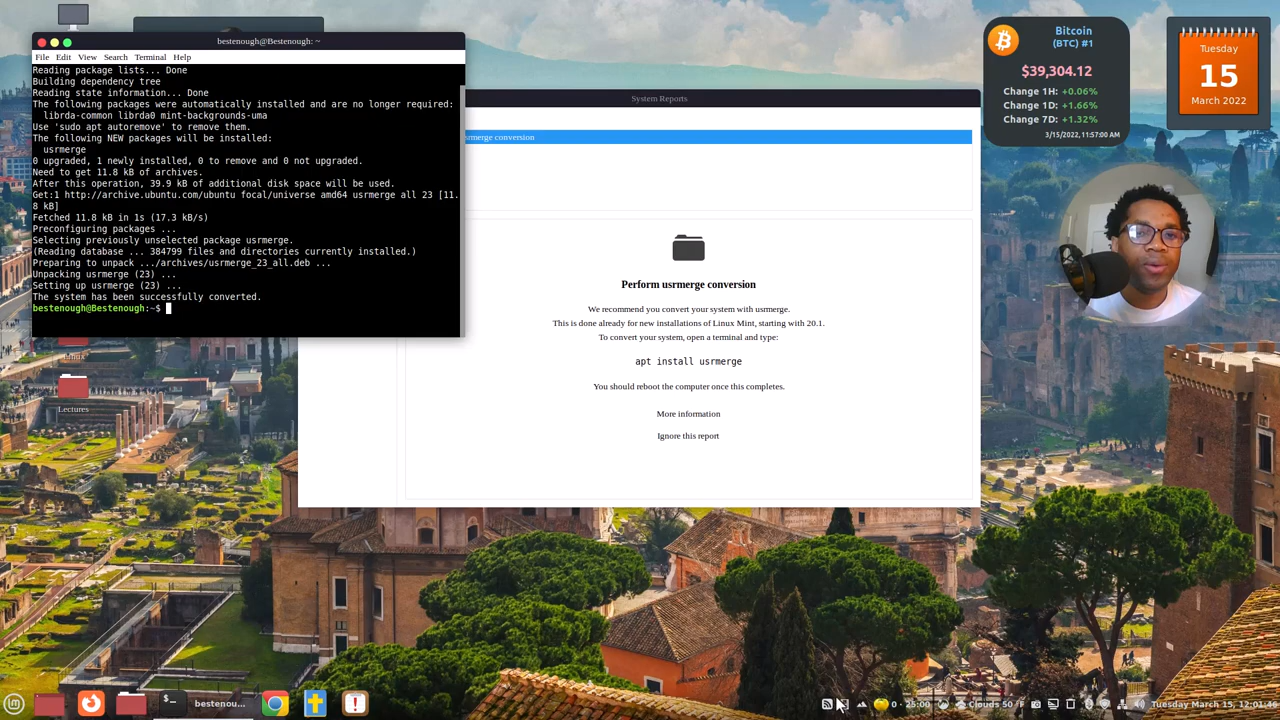 bestenough@Bestenough: ~
File Edit View Search Terminal Help
Reading package lists... Done
Building dependency tree
Reading state information... Done
The following packages were automatically installed and are no longer required:
librda-common librda0 mint-backgrounds-uma
Use 'sudo apt autoremove' to remove them.
The following NEW packages will be installed:
usrmerge
0 upgraded, 1 newly installed, 0 to remove and 0 not upgraded.
Need to get 11.8 kB of archives.
After this operation, 39.9 kB of additional disk space will be used.
Get:1 http://archive.ubuntu.com/ubuntu focal/universe amd64 usrmerge all 23 [11.
8 kB]
Fetched 11.8 kB in 1s (17.3 kB/s)
Preconfiguring packages ...
Selecting previously unselected package usrmerge.
(Reading database ... 384799 files and directories currently installed.)
Preparing to unpack .../archives/usrmerge_23_all.deb ...
Unpacking usrmerge (23) ...
Setting up usrmerge (23) ...
The system has been successfully converted.
bestenough@Bestenough:~$
System Reports
conversion
Perform usrmerge conversion
We recommend you convert your system with usrmerge.
This is done already for new installations of Linux Mint, starting with 20.1.
To convert your system, open a terminal and type:
apt install usrmerge
You should reboot the computer once this completes.
More information
Ignore this report
Bitcoin
(BTC) #1
$39,304.12
Change 1H: +0.06%
Change 1D: +1.66%
Change 7D: +1.32%
3/15/2022, 11:57:00 AM
Tuesday
15
March 2022
Lectures
$_
bestenou...
0 · 25:00
Clouds 50 °F
Tuesday March 15, 12:01:46